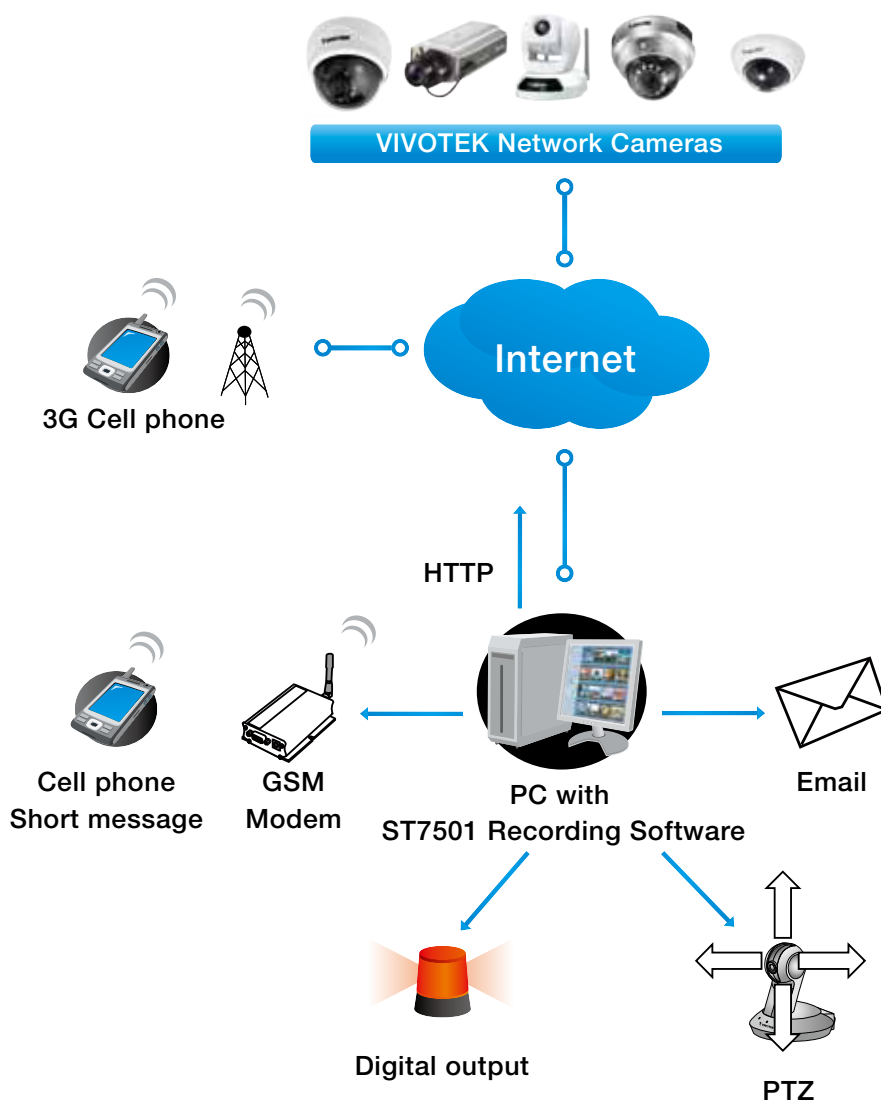 VIVOTEK Network Cameras
Internet
3G Cell phone
HTTP
Cell phone
Short message
GSM
Modem
PC with
ST7501 Recording Software
Email
Digital output
PTZ